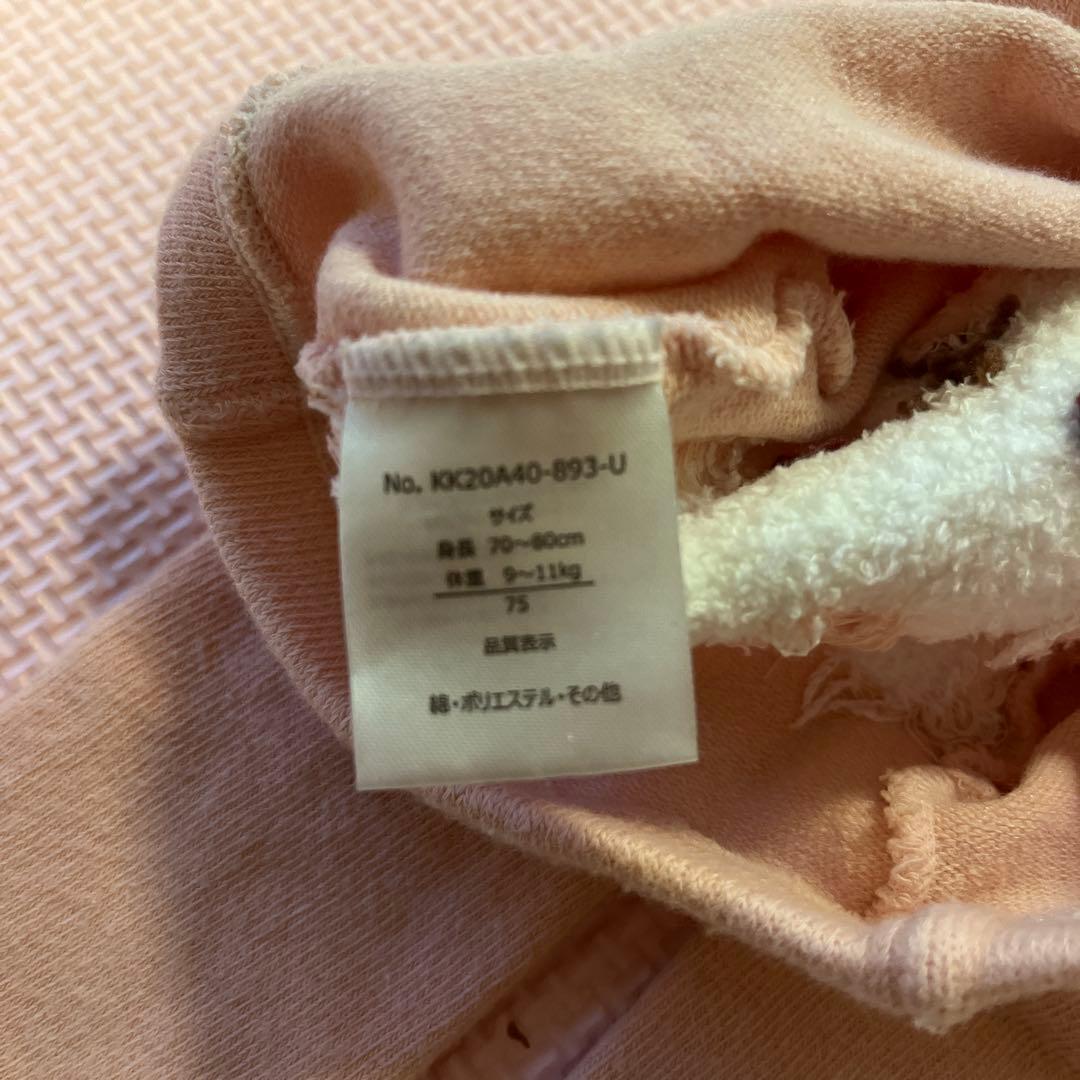 No. KK20A40-893-U
サイズ
身長 70～80cm
体重 9～11kg
75
品質表示
綿・ポリエステル・その他